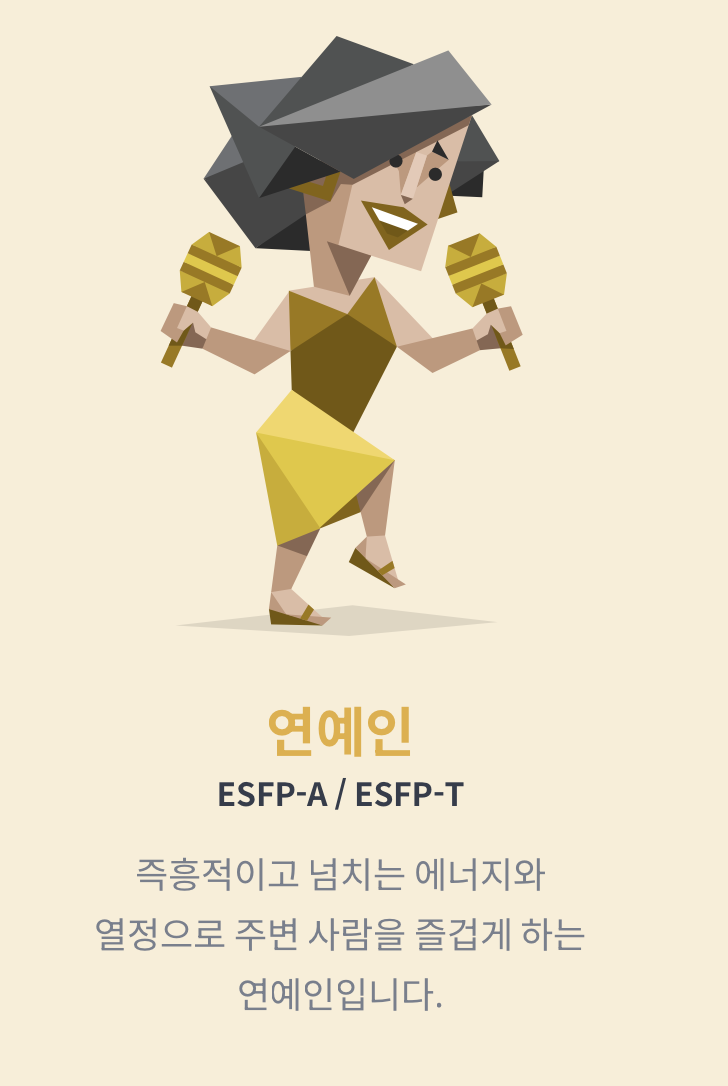 연예인
ESFP-A / ESFP-T
즉흥적이고 넘치는 에너지와
열정으로 주변 사람을 즐겁게 하는
연예인입니다.